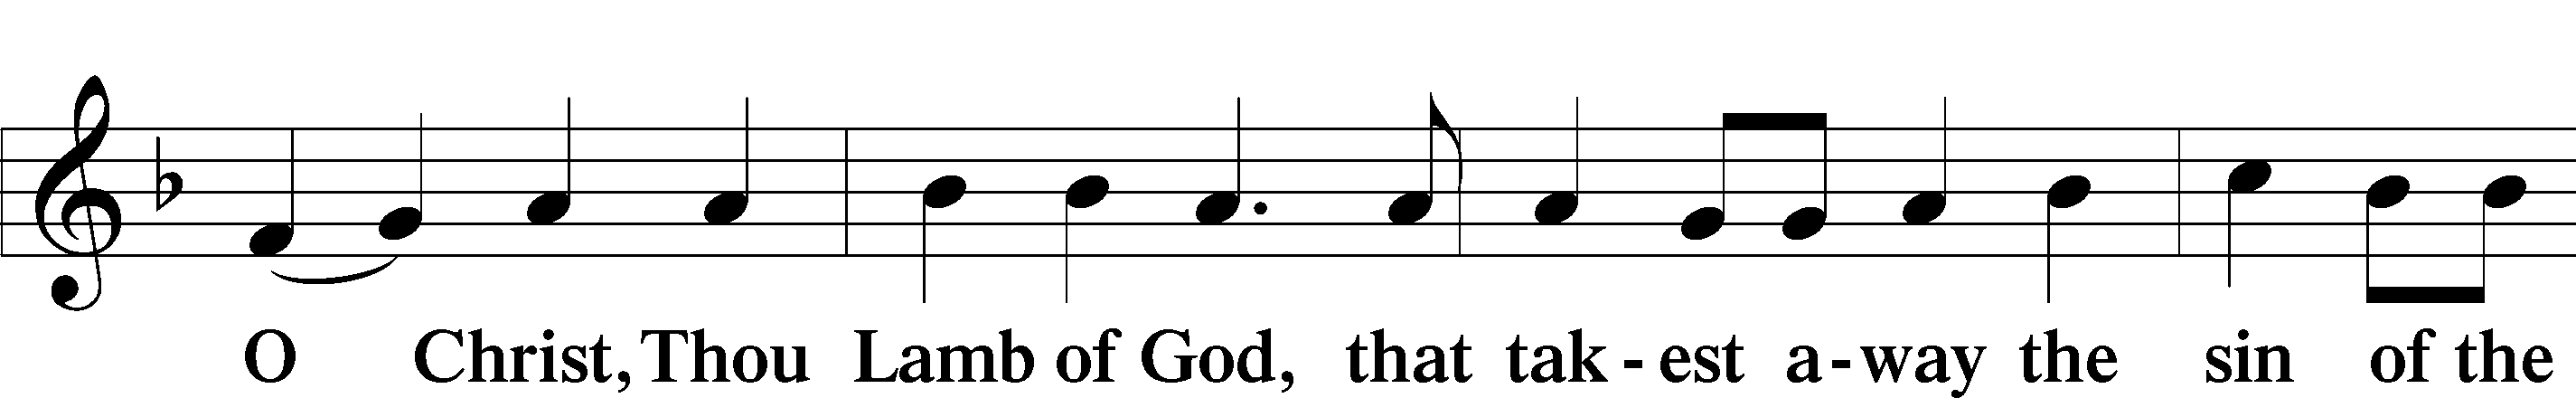 O Christ, Thou Lamb of God, that tak - est a - way the sin of the